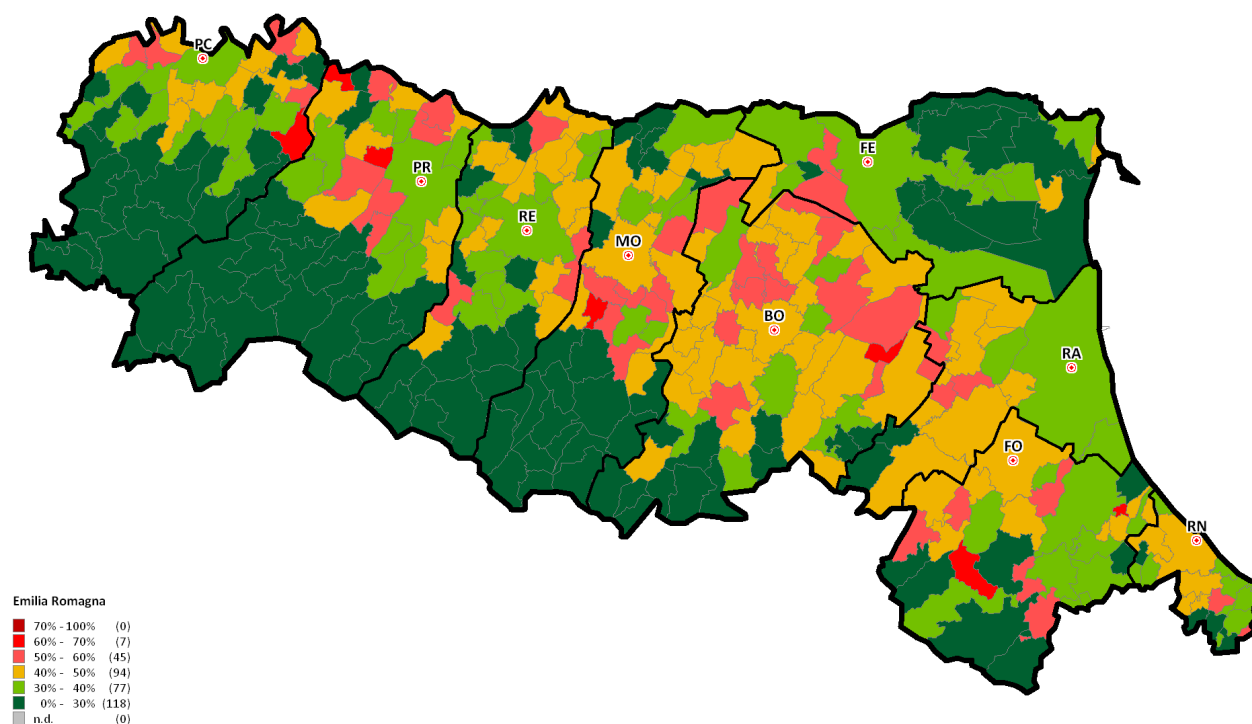 PC
PR
RE
MO
FE
BO
RA
FO
RN
Emilia Romagna
70% - 100% (0)
60% - 70% (7)
50% - 60% (45)
40% - 50% (94)
30% - 40% (77)
0% - 30% (118)
n.d. (0)